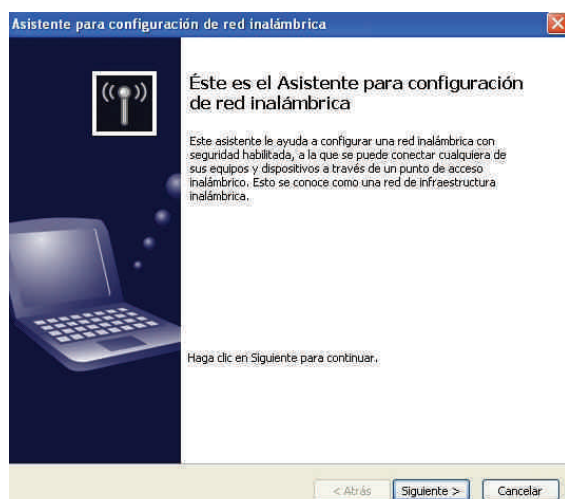 Asistente para configuración de red inalámbrica
Éste es el Asistente para configuración
de red inalámbrica
Este asistente le ayuda a configurar una red inalámbrica con
seguridad habilitada, a la que se puede conectar cualquiera de
sus equipos y dispositivos a través de un punto de acceso
inalámbrico. Esto se conoce como una red de infraestructura
inalámbrica.
Haga clic en Siguiente para continuar.
< Atrás Siguiente > Cancelar